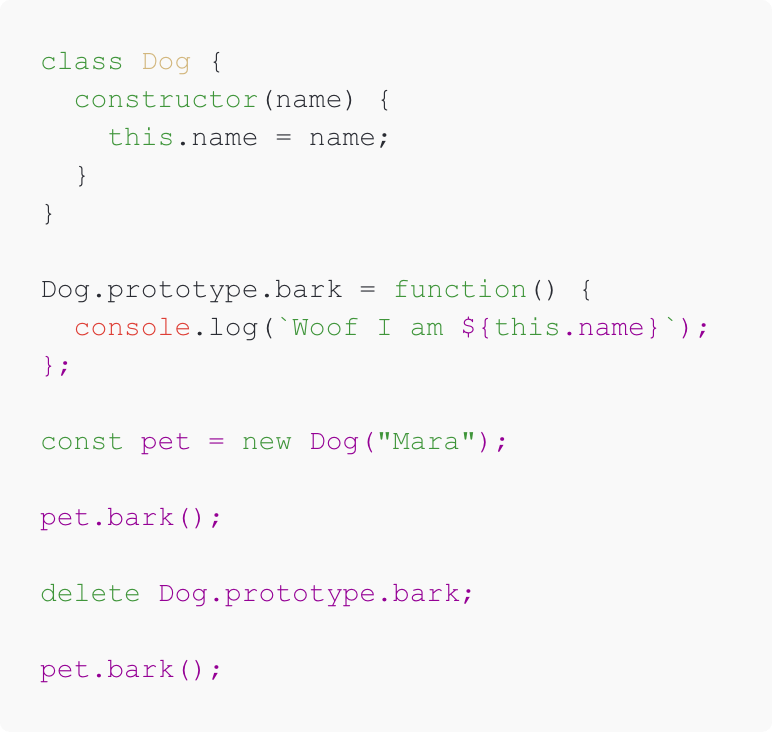 class Dog {
  constructor(name) {
    this.name = name;
  }
}

Dog.prototype.bark = function() {
  console.log(`Woof I am ${this.name}`);
};

const pet = new Dog("Mara");

pet.bark();

delete Dog.prototype.bark;

pet.bark();